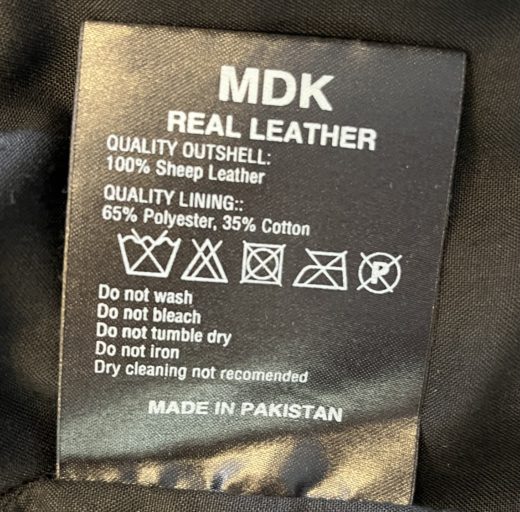 MDK
REAL LEATHER
QUALITY OUTSHELL:
100% Sheep Leather
QUALITY LINING::
65% Polyester, 35% Cotton
P
Do not wash
Do not bleach
Do not tumble dry
Do not iron
Dry cleaning not recomended
MADE IN PAKISTAN